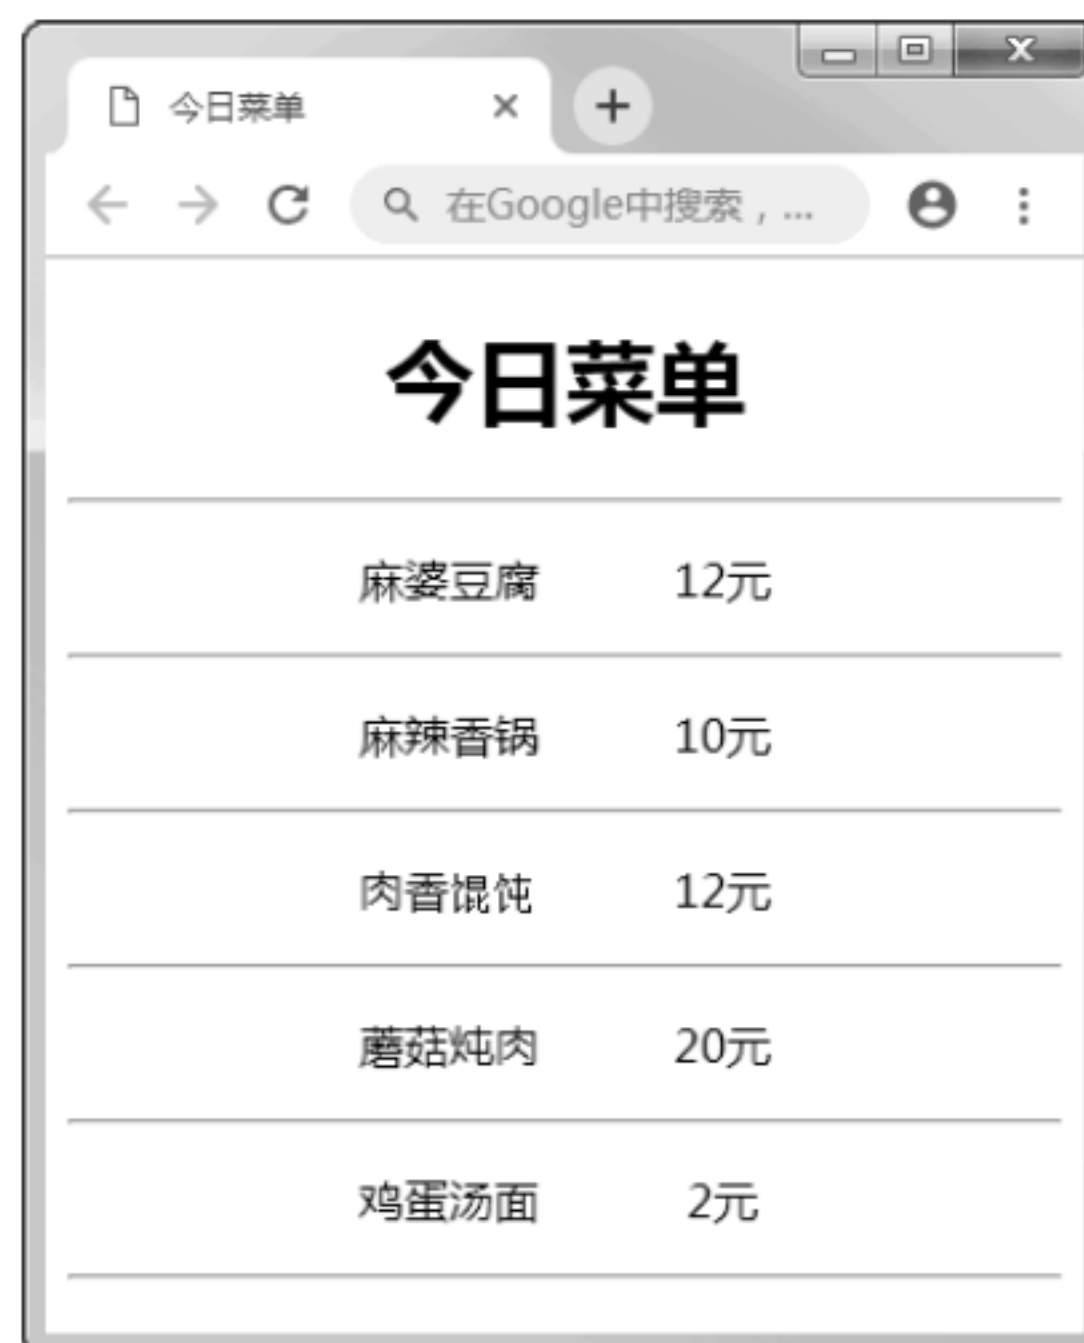 今日菜单
在Google中搜索，...
今日菜单
麻婆豆腐 12元
麻辣香锅 10元
肉香馄饨 12元
蘑菇炖肉 20元
鸡蛋汤面 2元